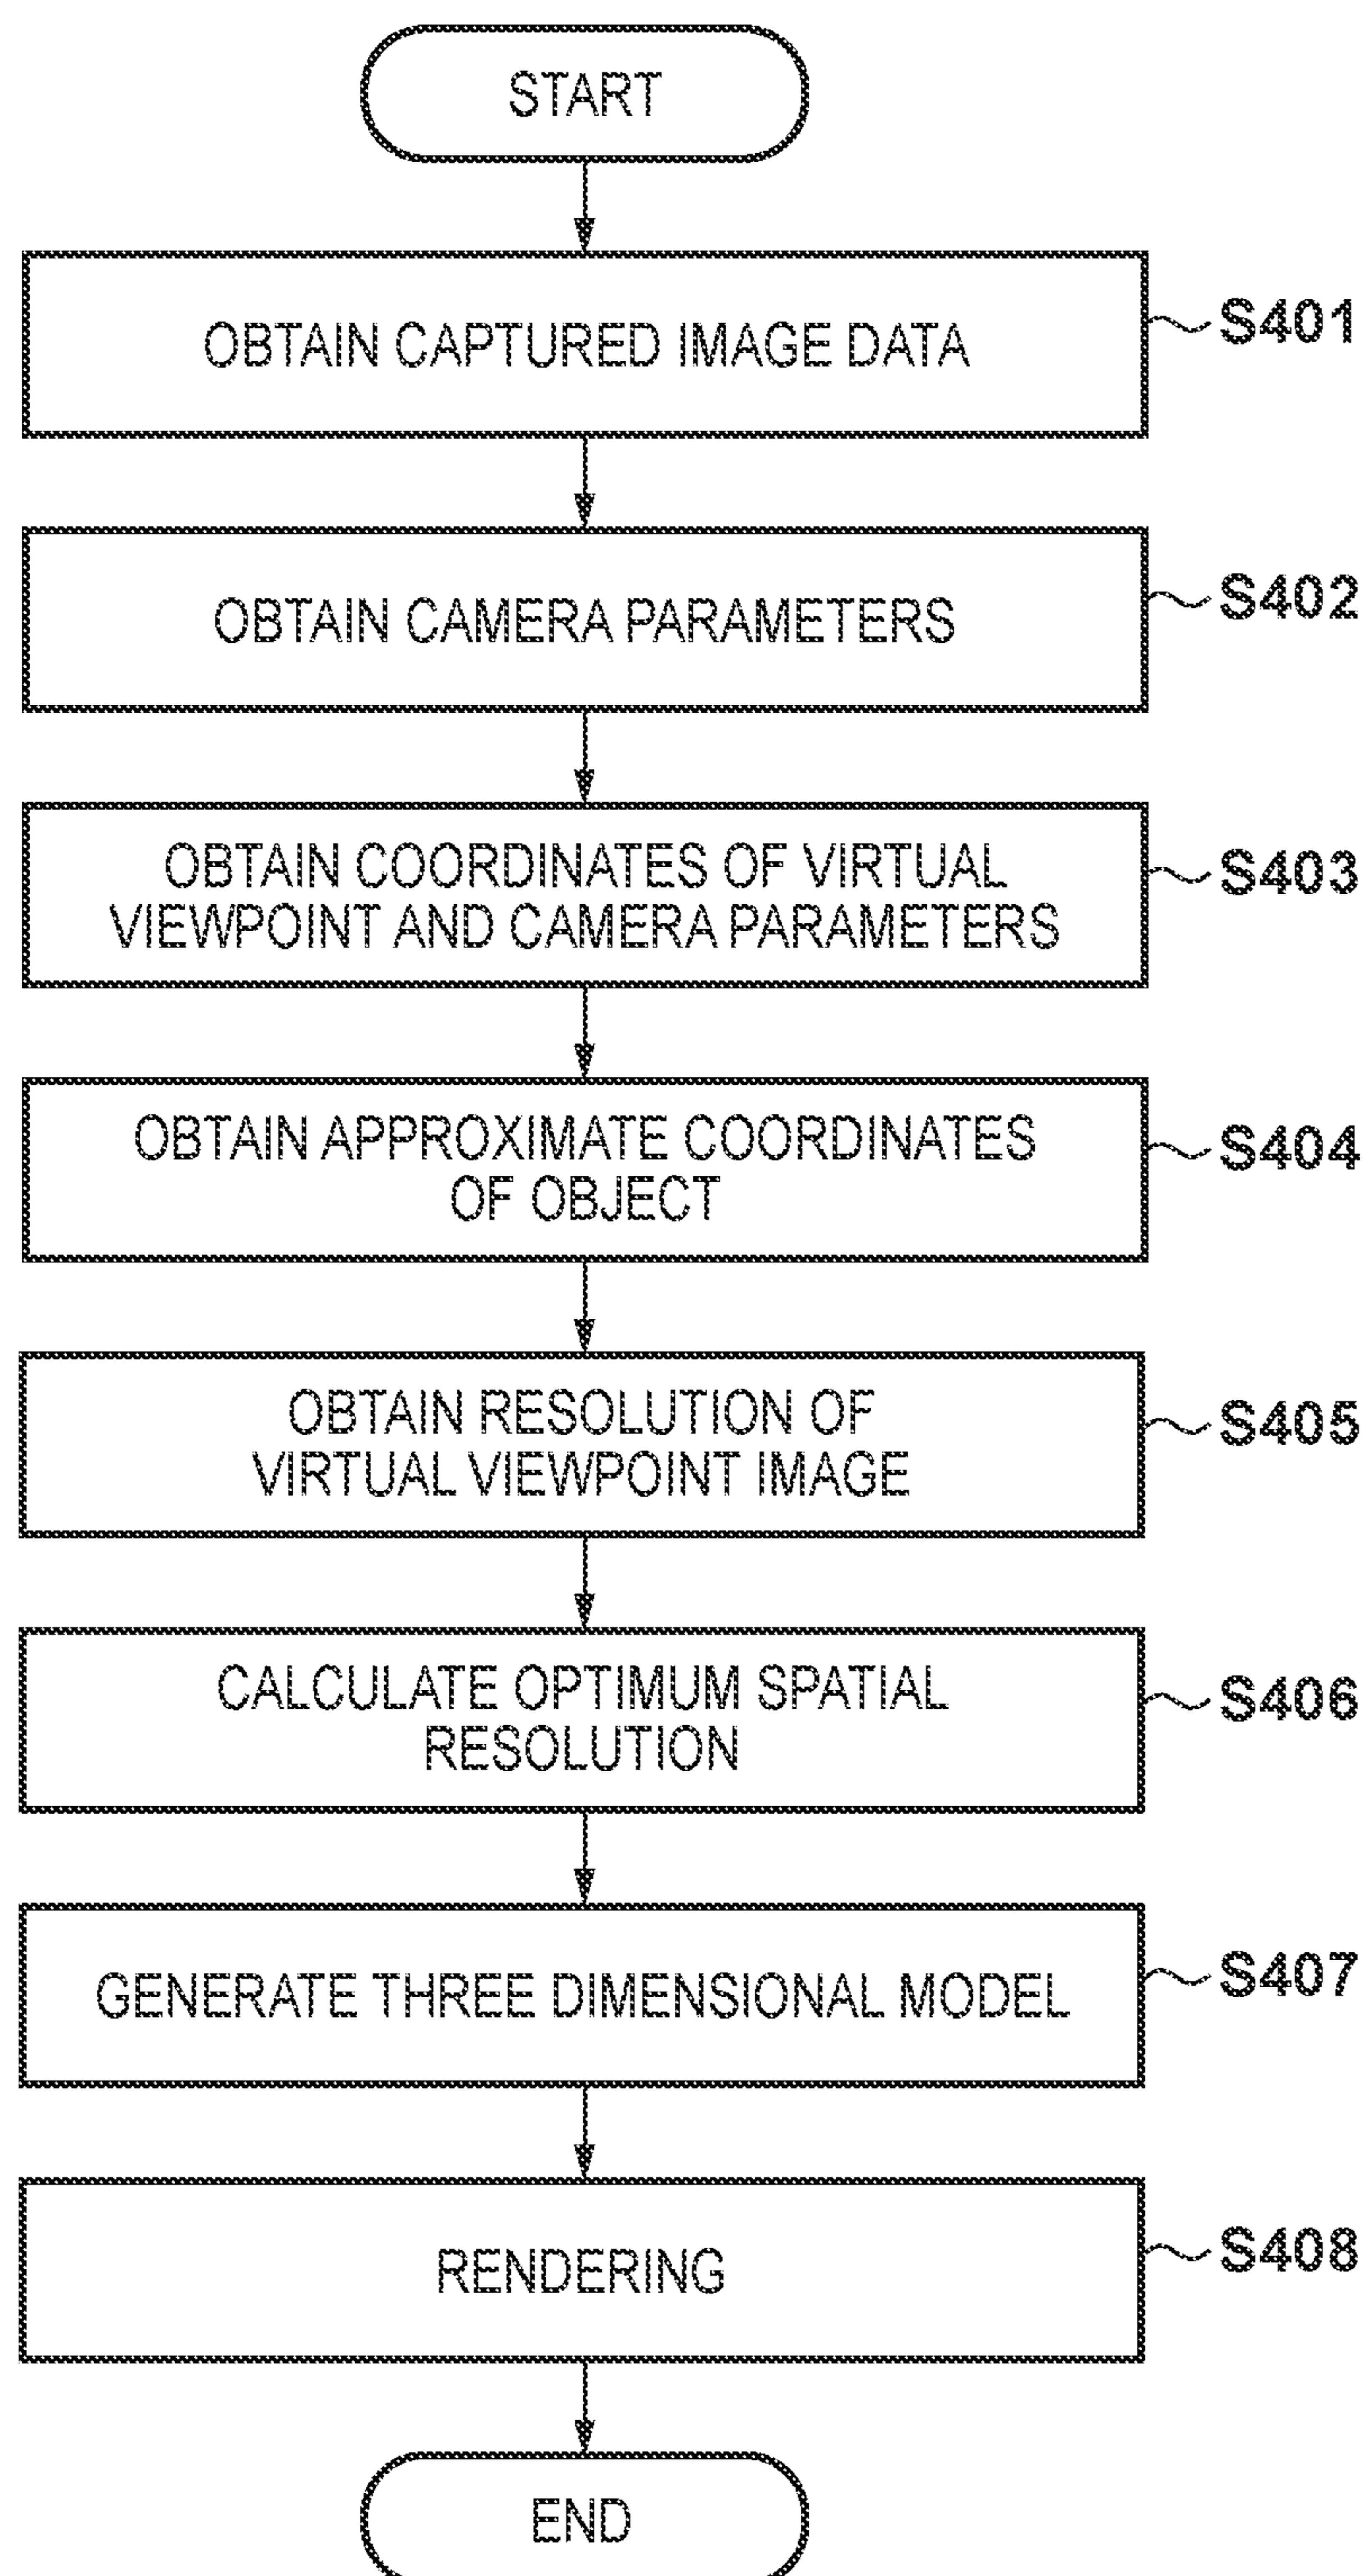 START
OBTAIN CAPTURED IMAGE DATA
S401
OBTAIN CAMERA PARAMETERS
S402
OBTAIN COORDINATES OF VIRTUAL
VIEWPOINT AND CAMERA PARAMETERS
S403
OBTAIN APPROXIMATE COORDINATES
OF OBJECT
S404
OBTAIN RESOLUTION OF
VIRTUAL VIEWPOINT IMAGE
S405
CALCULATE OPTIMUM SPATIAL
RESOLUTION
S406
GENERATE THREE DIMENSIONAL MODEL
S407
RENDERING
S408
END